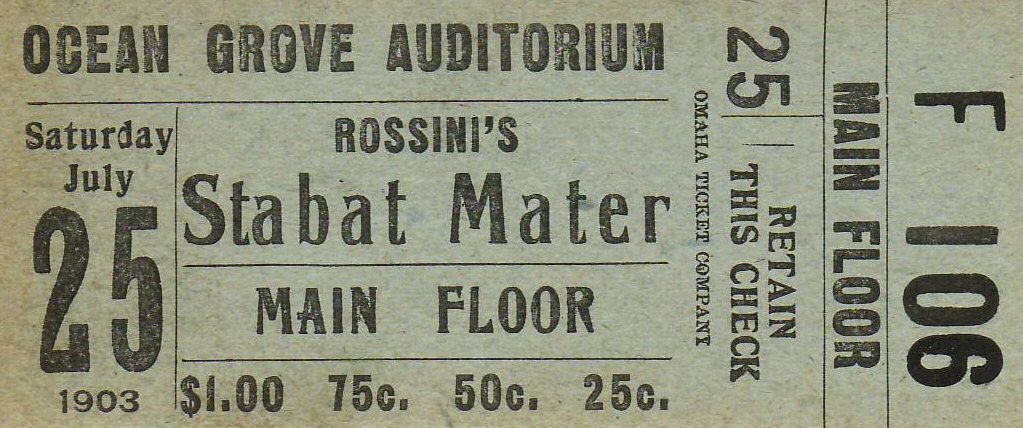 OCEAN GROVE AUDITORIUM
Saturday
July
25
1903
ROSSINI'S
Stabat Mater
MAIN FLOOR
$1.00 75c. 50c. 25c.
25
RETAIN
THIS CHECK
OMAHA TICKET COMPANY
MAIN FLOOR
F 106